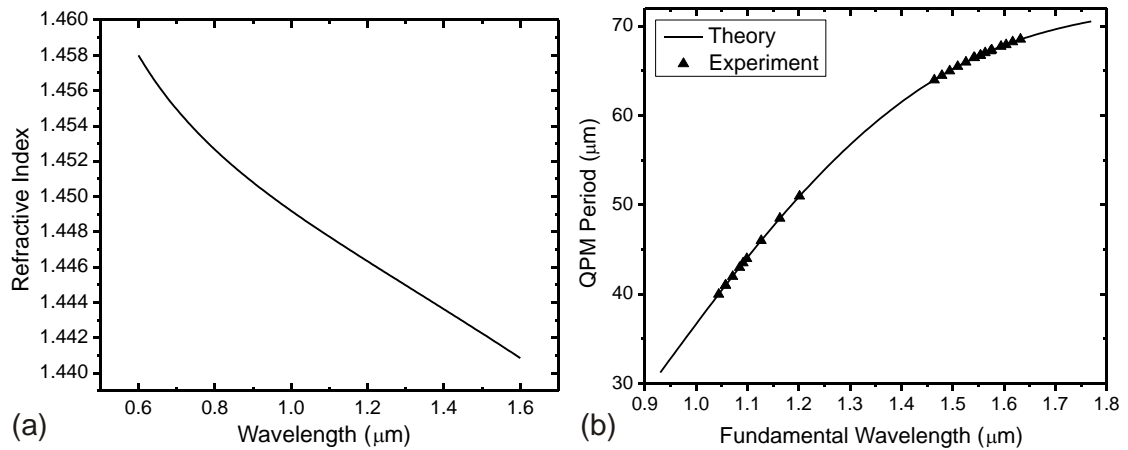 1.460
1.458
1.456
1.454
1.452
1.450
1.448
1.446
1.444
1.442
1.440
Refractive Index
0.6 0.8 1.0 1.2 1.4 1.6
Wavelength (μm)
(a)
70
60
50
40
30
QPM Period (μm)
Theory
Experiment
0.9 1.0 1.1 1.2 1.3 1.4 1.5 1.6 1.7 1.8
Fundamental Wavelength (μm)
(b)